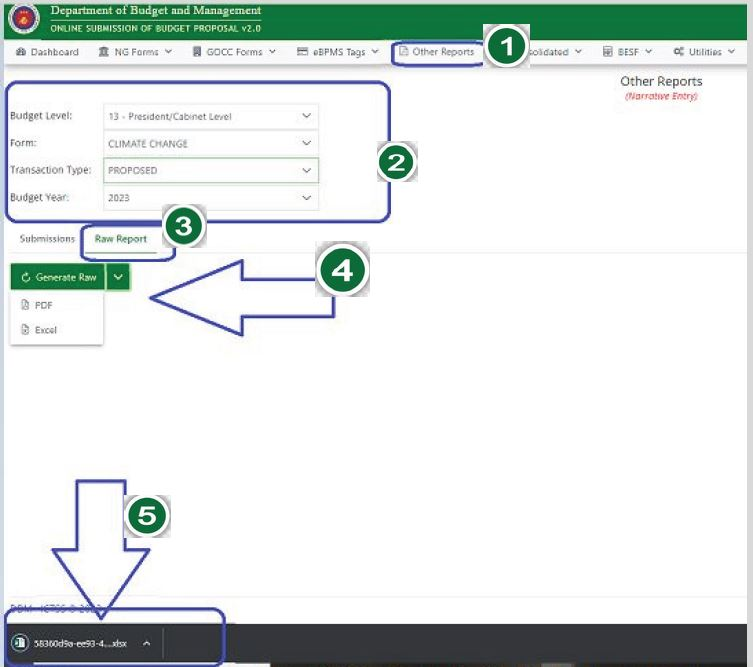 Department of Budget and Management
ONLINE SUBMISSION OF BUDGET PROPOSAL V2.0
Dashboard NG Forms GOCC Forms eBPMS Tags Other Reports 1 solidated BESF Utilities
Other Reports
(Narrative Entry)
Budget Level: 13 - President/Cabinet Level
Form: CLIMATE CHANGE
2
Transaction Type: PROPOSED
Budget Year: 2023
3
Submissions Raw Report
4
Generate Raw
PDF
Excel
5
DBM
58360d9a-ee93-4....xlsx